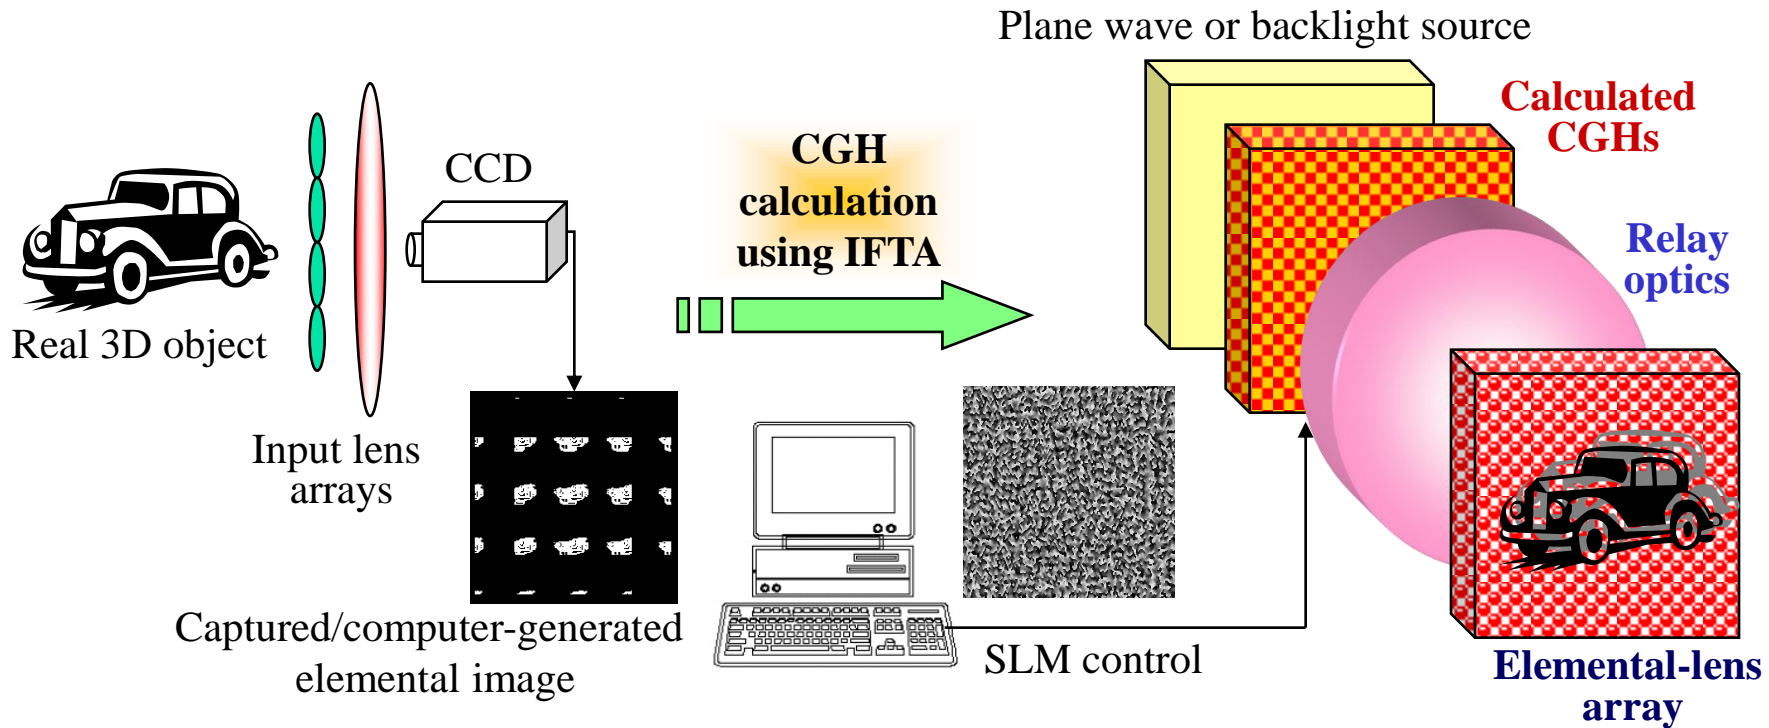 Plane wave or backlight source
Calculated
CGHs
CGH
calculation
using IFTA
CCD
Relay
optics
Real 3D object
Input lens
arrays
Captured/computer-generated
elemental image
SLM control
Elemental-lens
array